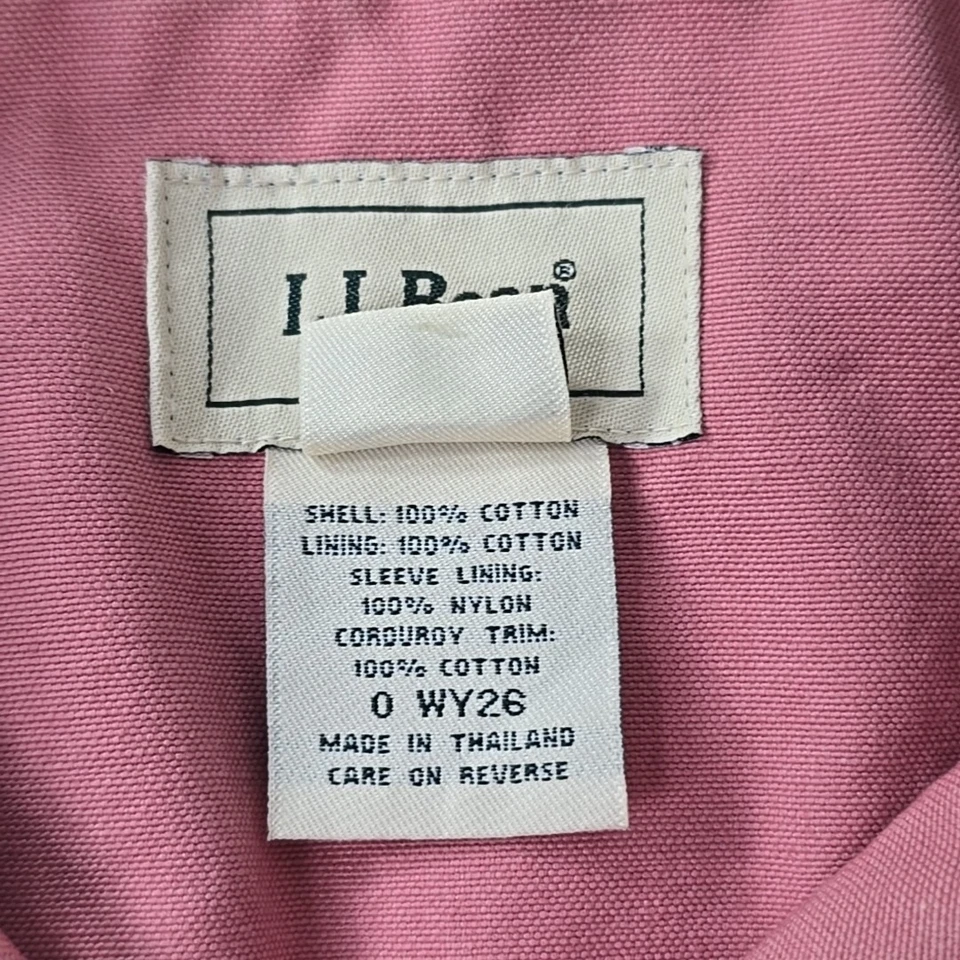 L.L.Bean®
SHELL: 100% COTTON
LINING: 100% COTTON
SLEEVE LINING:
100% NYLON
CORDUROY TRIM:
100% COTTON
0 WY26
MADE IN THAILAND
CARE ON REVERSE